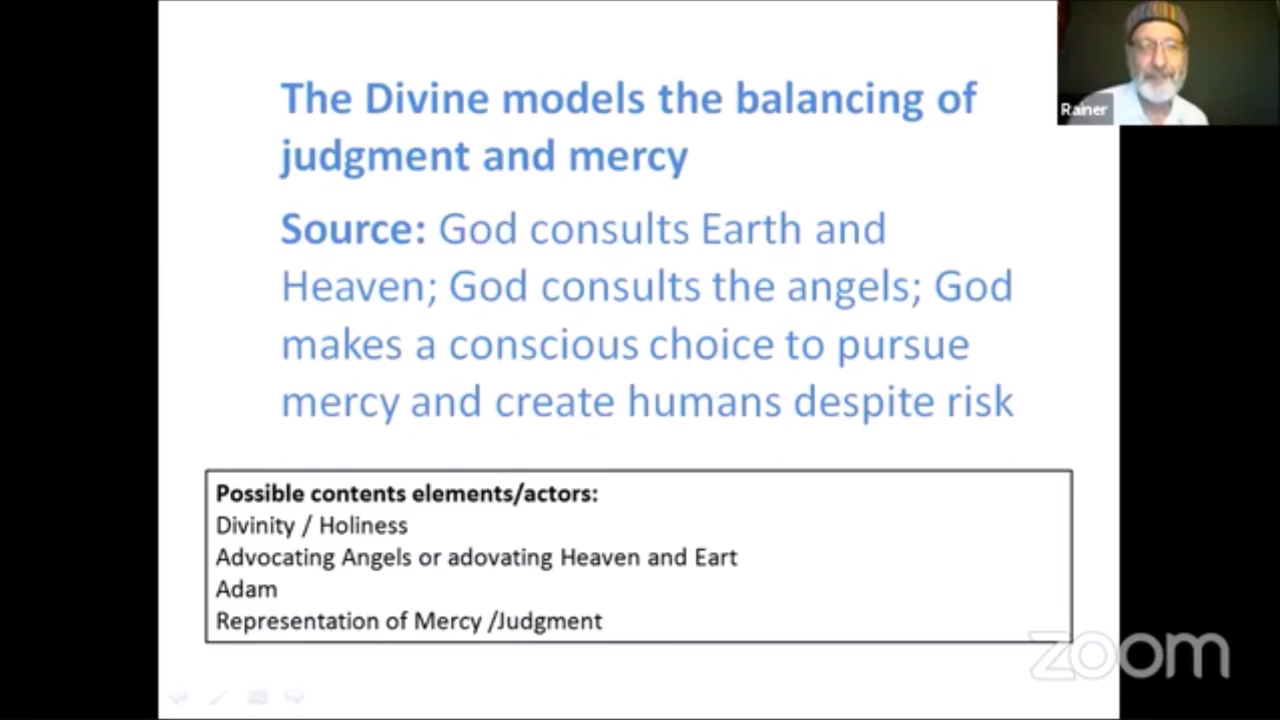 The Divine models the balancing of
judgment and mercy
Source: God consults Earth and
Heaven; God consults the angels; God
makes a conscious choice to pursue
mercy and create humans despite risk
Possible contents elements/actors:
Divinity / Holiness
Advocating Angels or adovating Heaven and Eart
Adam
Representation of Mercy /Judgment
Rainer
zoom